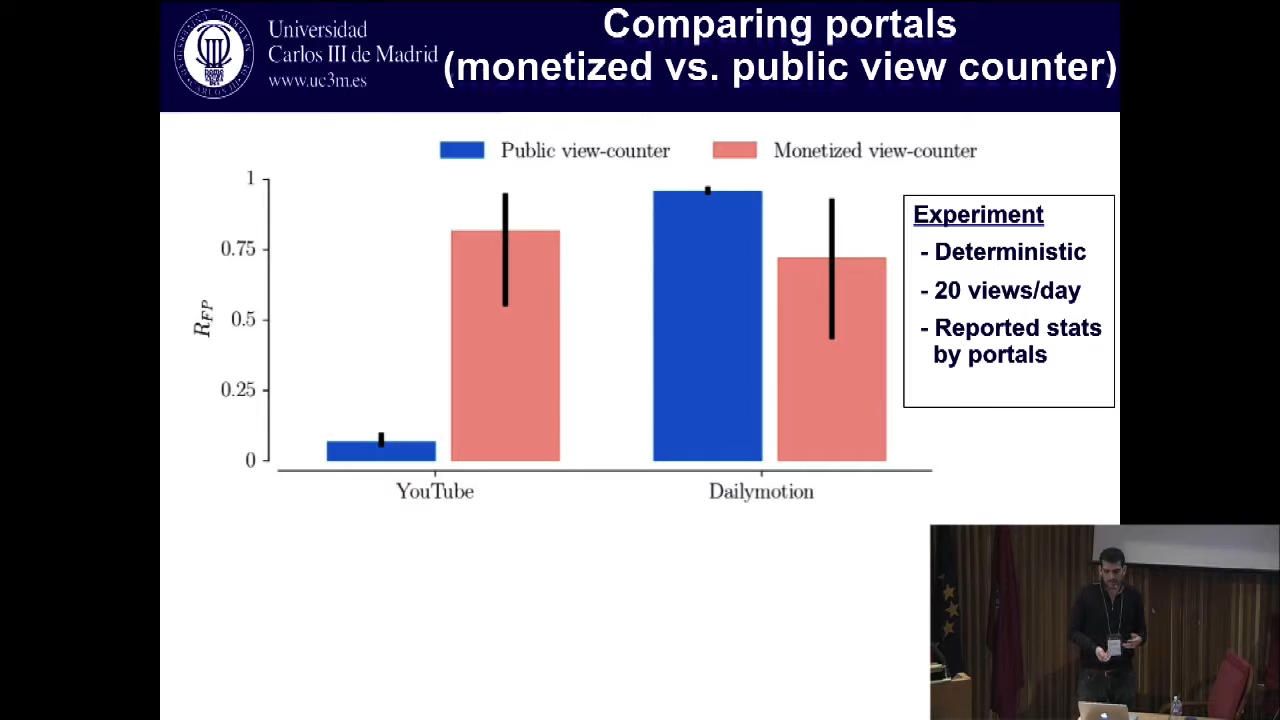 Universidad
Carlos III de Madrid
www.uc3m.es
Comparing portals
(monetized vs. public view counter)
Public view-counter
Monetized view-counter
1
0.75
0.5
0.25
0
R_FP
YouTube
Dailymotion
Experiment
- Deterministic
- 20 views/day
- Reported stats
by portals